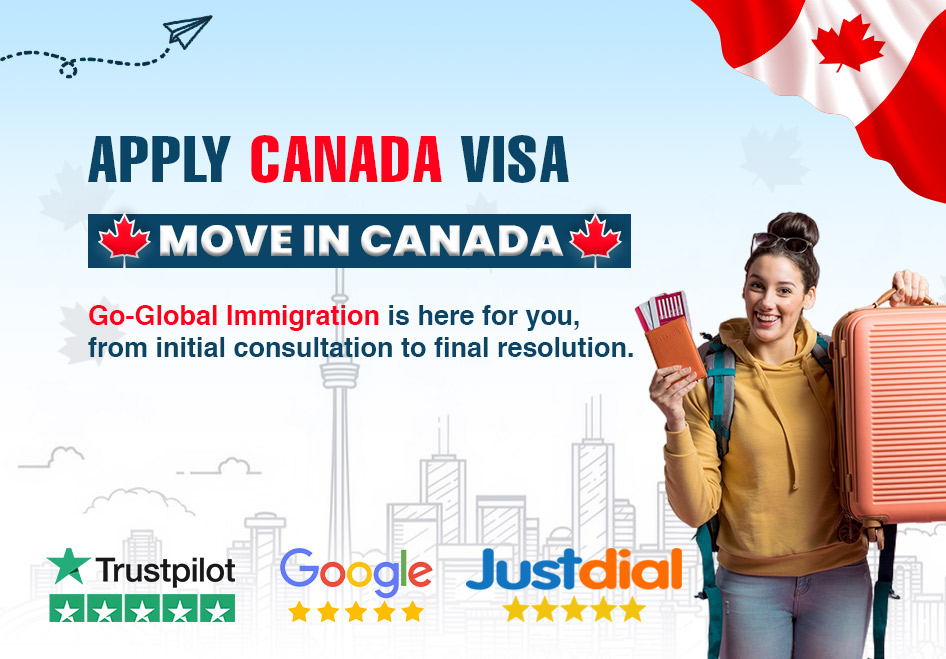 APPLY CANADA VISA
MOVE IN CANADA
Go-Global Immigration is here for you,
from initial consultation to final resolution.
Trustpilot
Google
Justdial